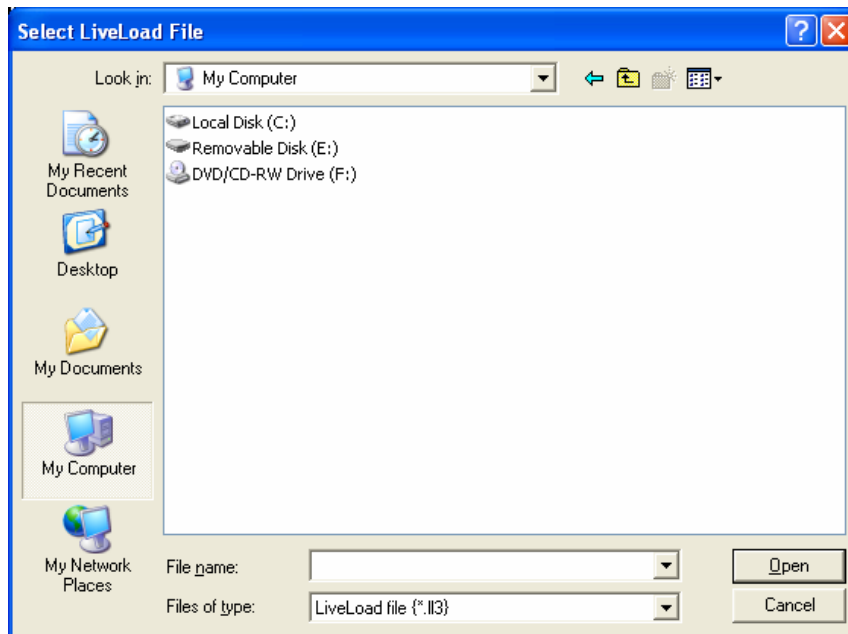 Select LiveLoad File
Look in:
My Computer
Local Disk (C:)
Removable Disk (E:)
DVD/CD-RW Drive (F:)
My Recent
Documents
Desktop
My Documents
My Computer
My Network
Places
File name:
Open
Files of type:
LiveLoad file {*.ll3}
Cancel